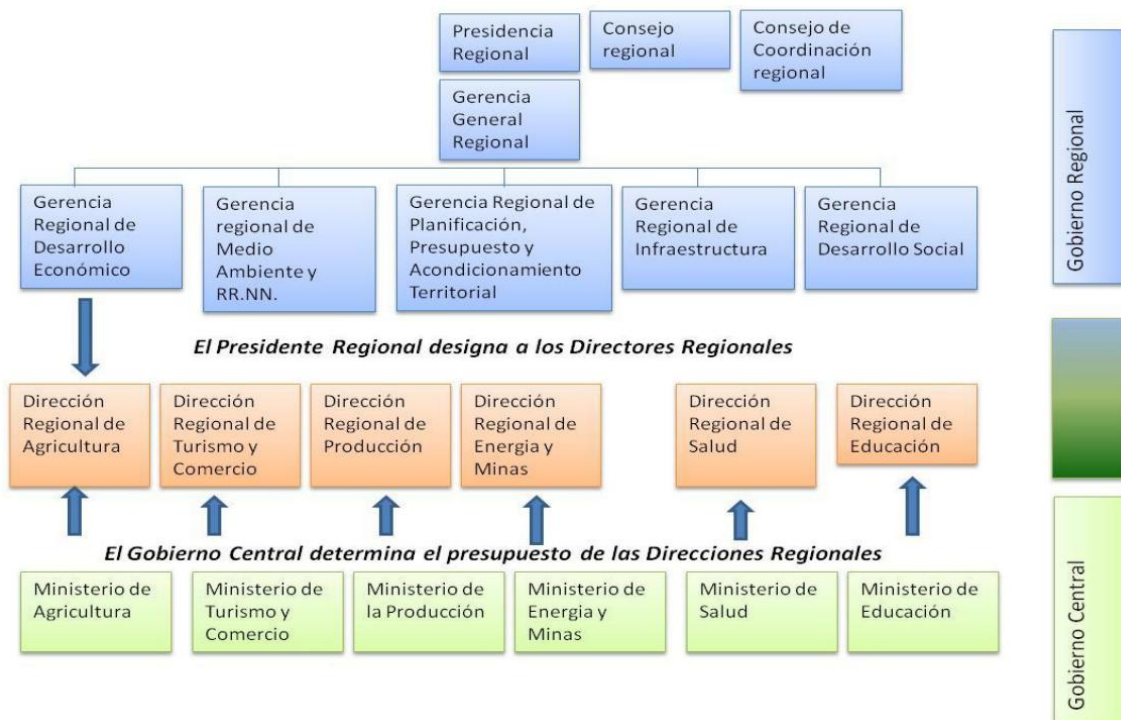 Presidencia
Regional
Consejo
regional
Consejo de
Coordinación
regional
Gerencia
General
Regional
Gerencia
Regional de
Desarrollo
Económico
Gerencia
regional de
Medio
Ambiente y
RR.NN.
Gerencia Regional de
Planificación,
Presupuesto y
Acondicionamiento
Territorial
Gerencia
Regional de
Infraestructura
Gerencia
Regional de
Desarrollo Social
Gobierno Regional
El Presidente Regional designa a los Directores Regionales
Dirección
Regional de
Agricultura
Dirección
Regional de
Turismo y
Comercio
Dirección
Regional de
Producción
Dirección
Regional de
Energia y
Minas
Dirección
Regional de
Salud
Dirección
Regional de
Educación
El Gobierno Central determina el presupuesto de las Direcciones Regionales
Ministerio de
Agricultura
Ministerio de
Turismo y
Comercio
Ministerio de
la Producción
Ministerio de
Energia y
Minas
Ministerio de
Salud
Ministerio de
Educación
Gobierno Central